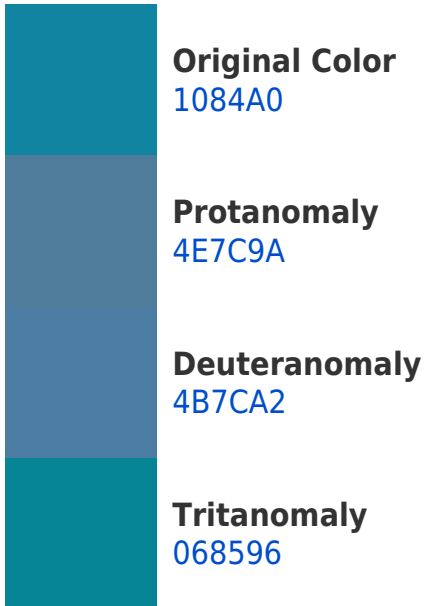 Original Color
1084A0
Protanomaly
4E7C9A
Deuteranomaly
4B7CA2
Tritanomaly
068596